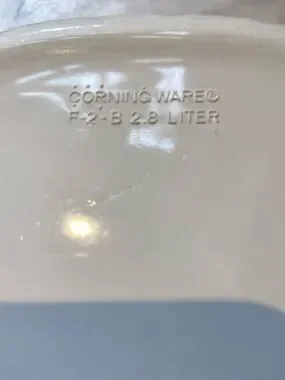 CORNING WARE®
F-2-B 2.8 LITER